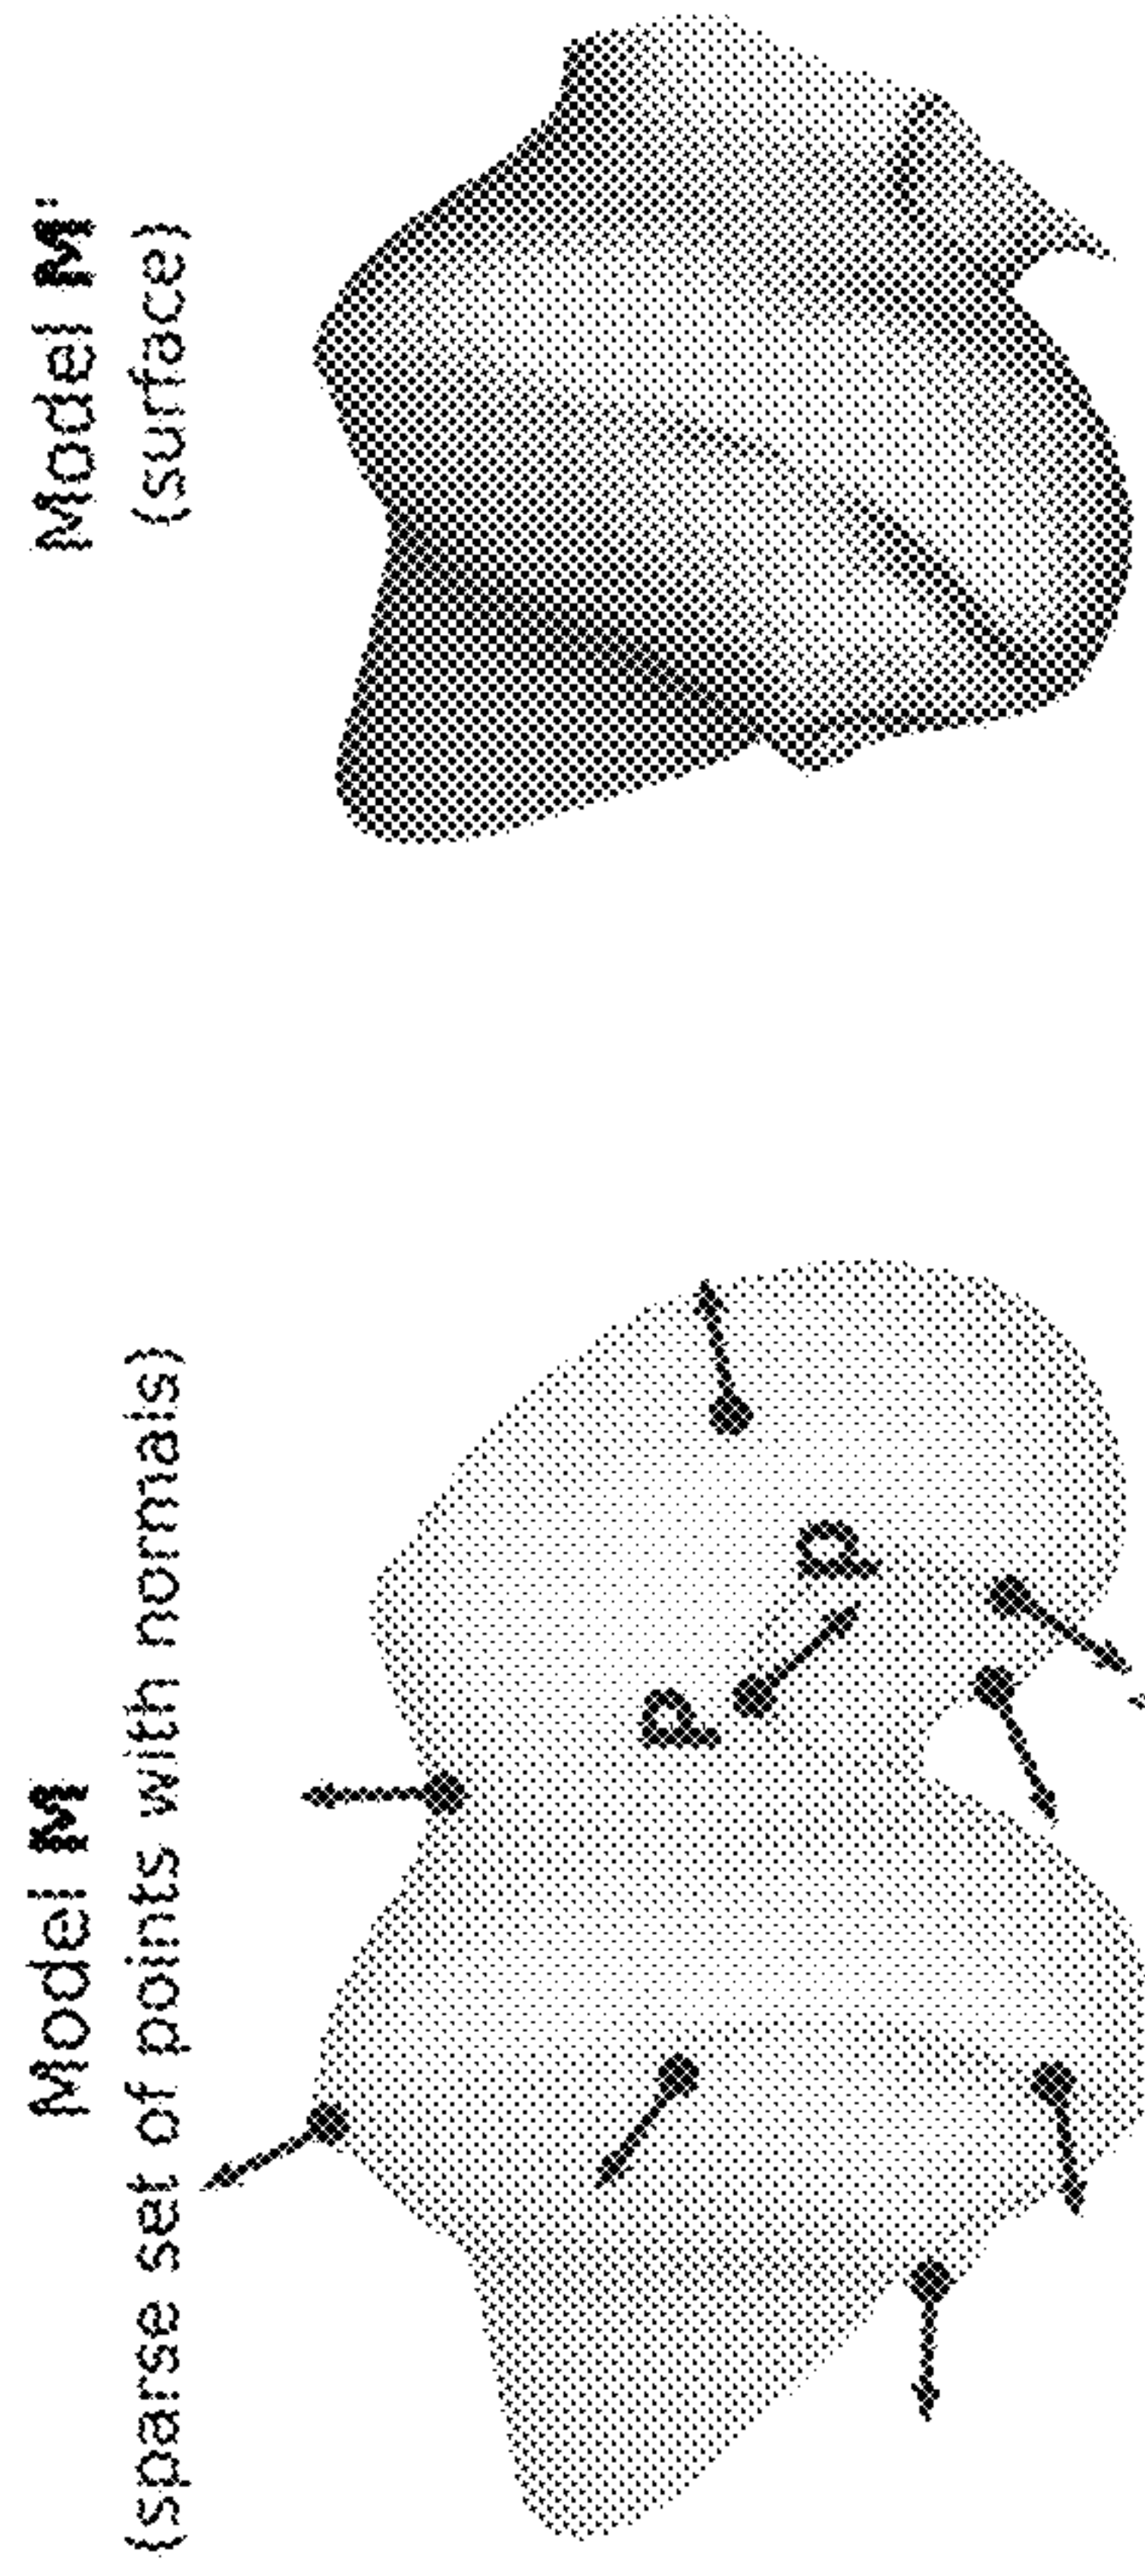 Model M
(sparse set of points with normals)
p
p
Model M'
(surface)